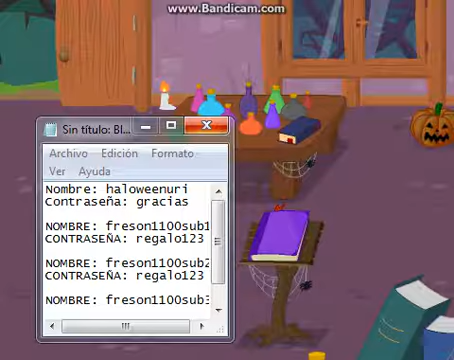 www.Bandicam.com
Sin título: Bl...
Archivo Edición Formato
Ver Ayuda
Nombre: haloweenuri
Contraseña: gracias
NOMBRE: freson1100sub1
CONTRASEÑA: regalo123
NOMBRE: freson1100sub2
CONTRASEÑA: regalo123
NOMBRE: freson1100sub3